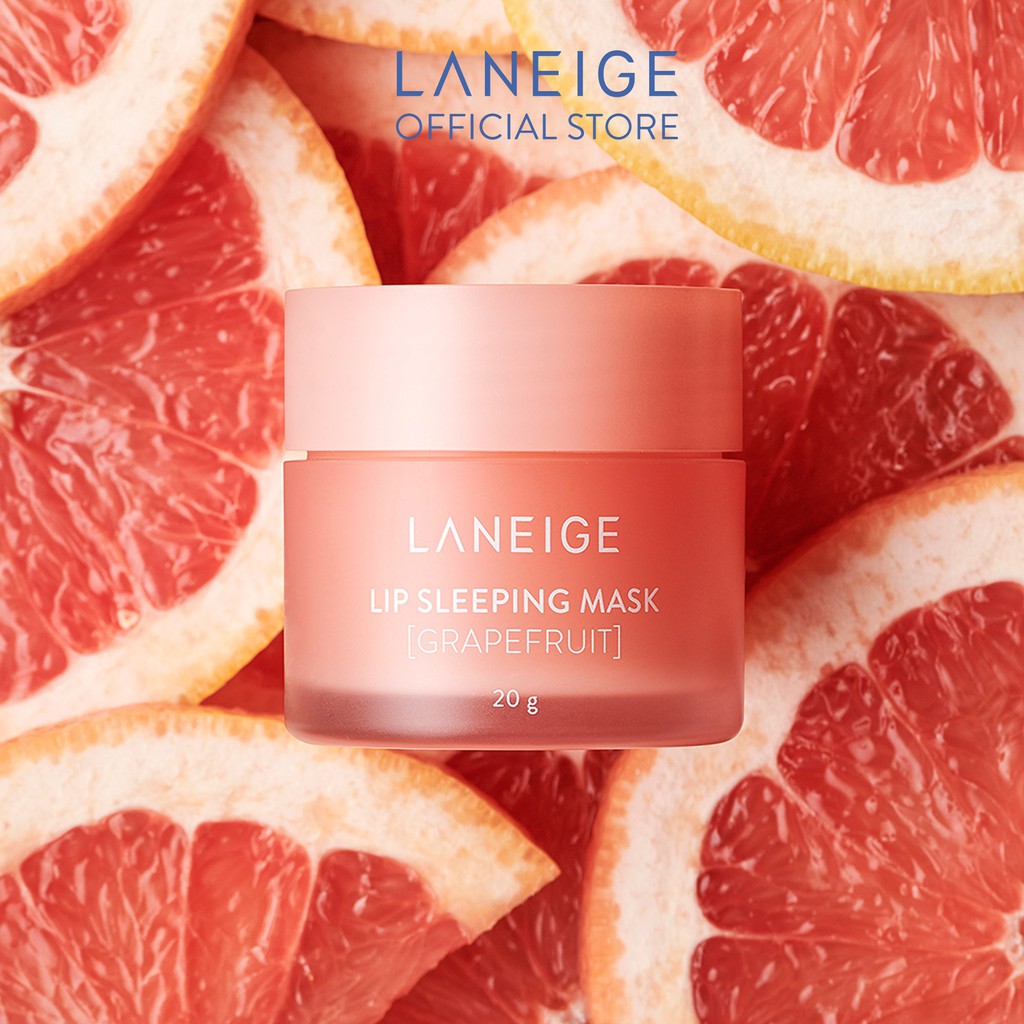 LANEIGE
OFFICIAL STORE
LANEIGE
LIP SLEEPING MASK
[GRAPEFRUIT]
20 g